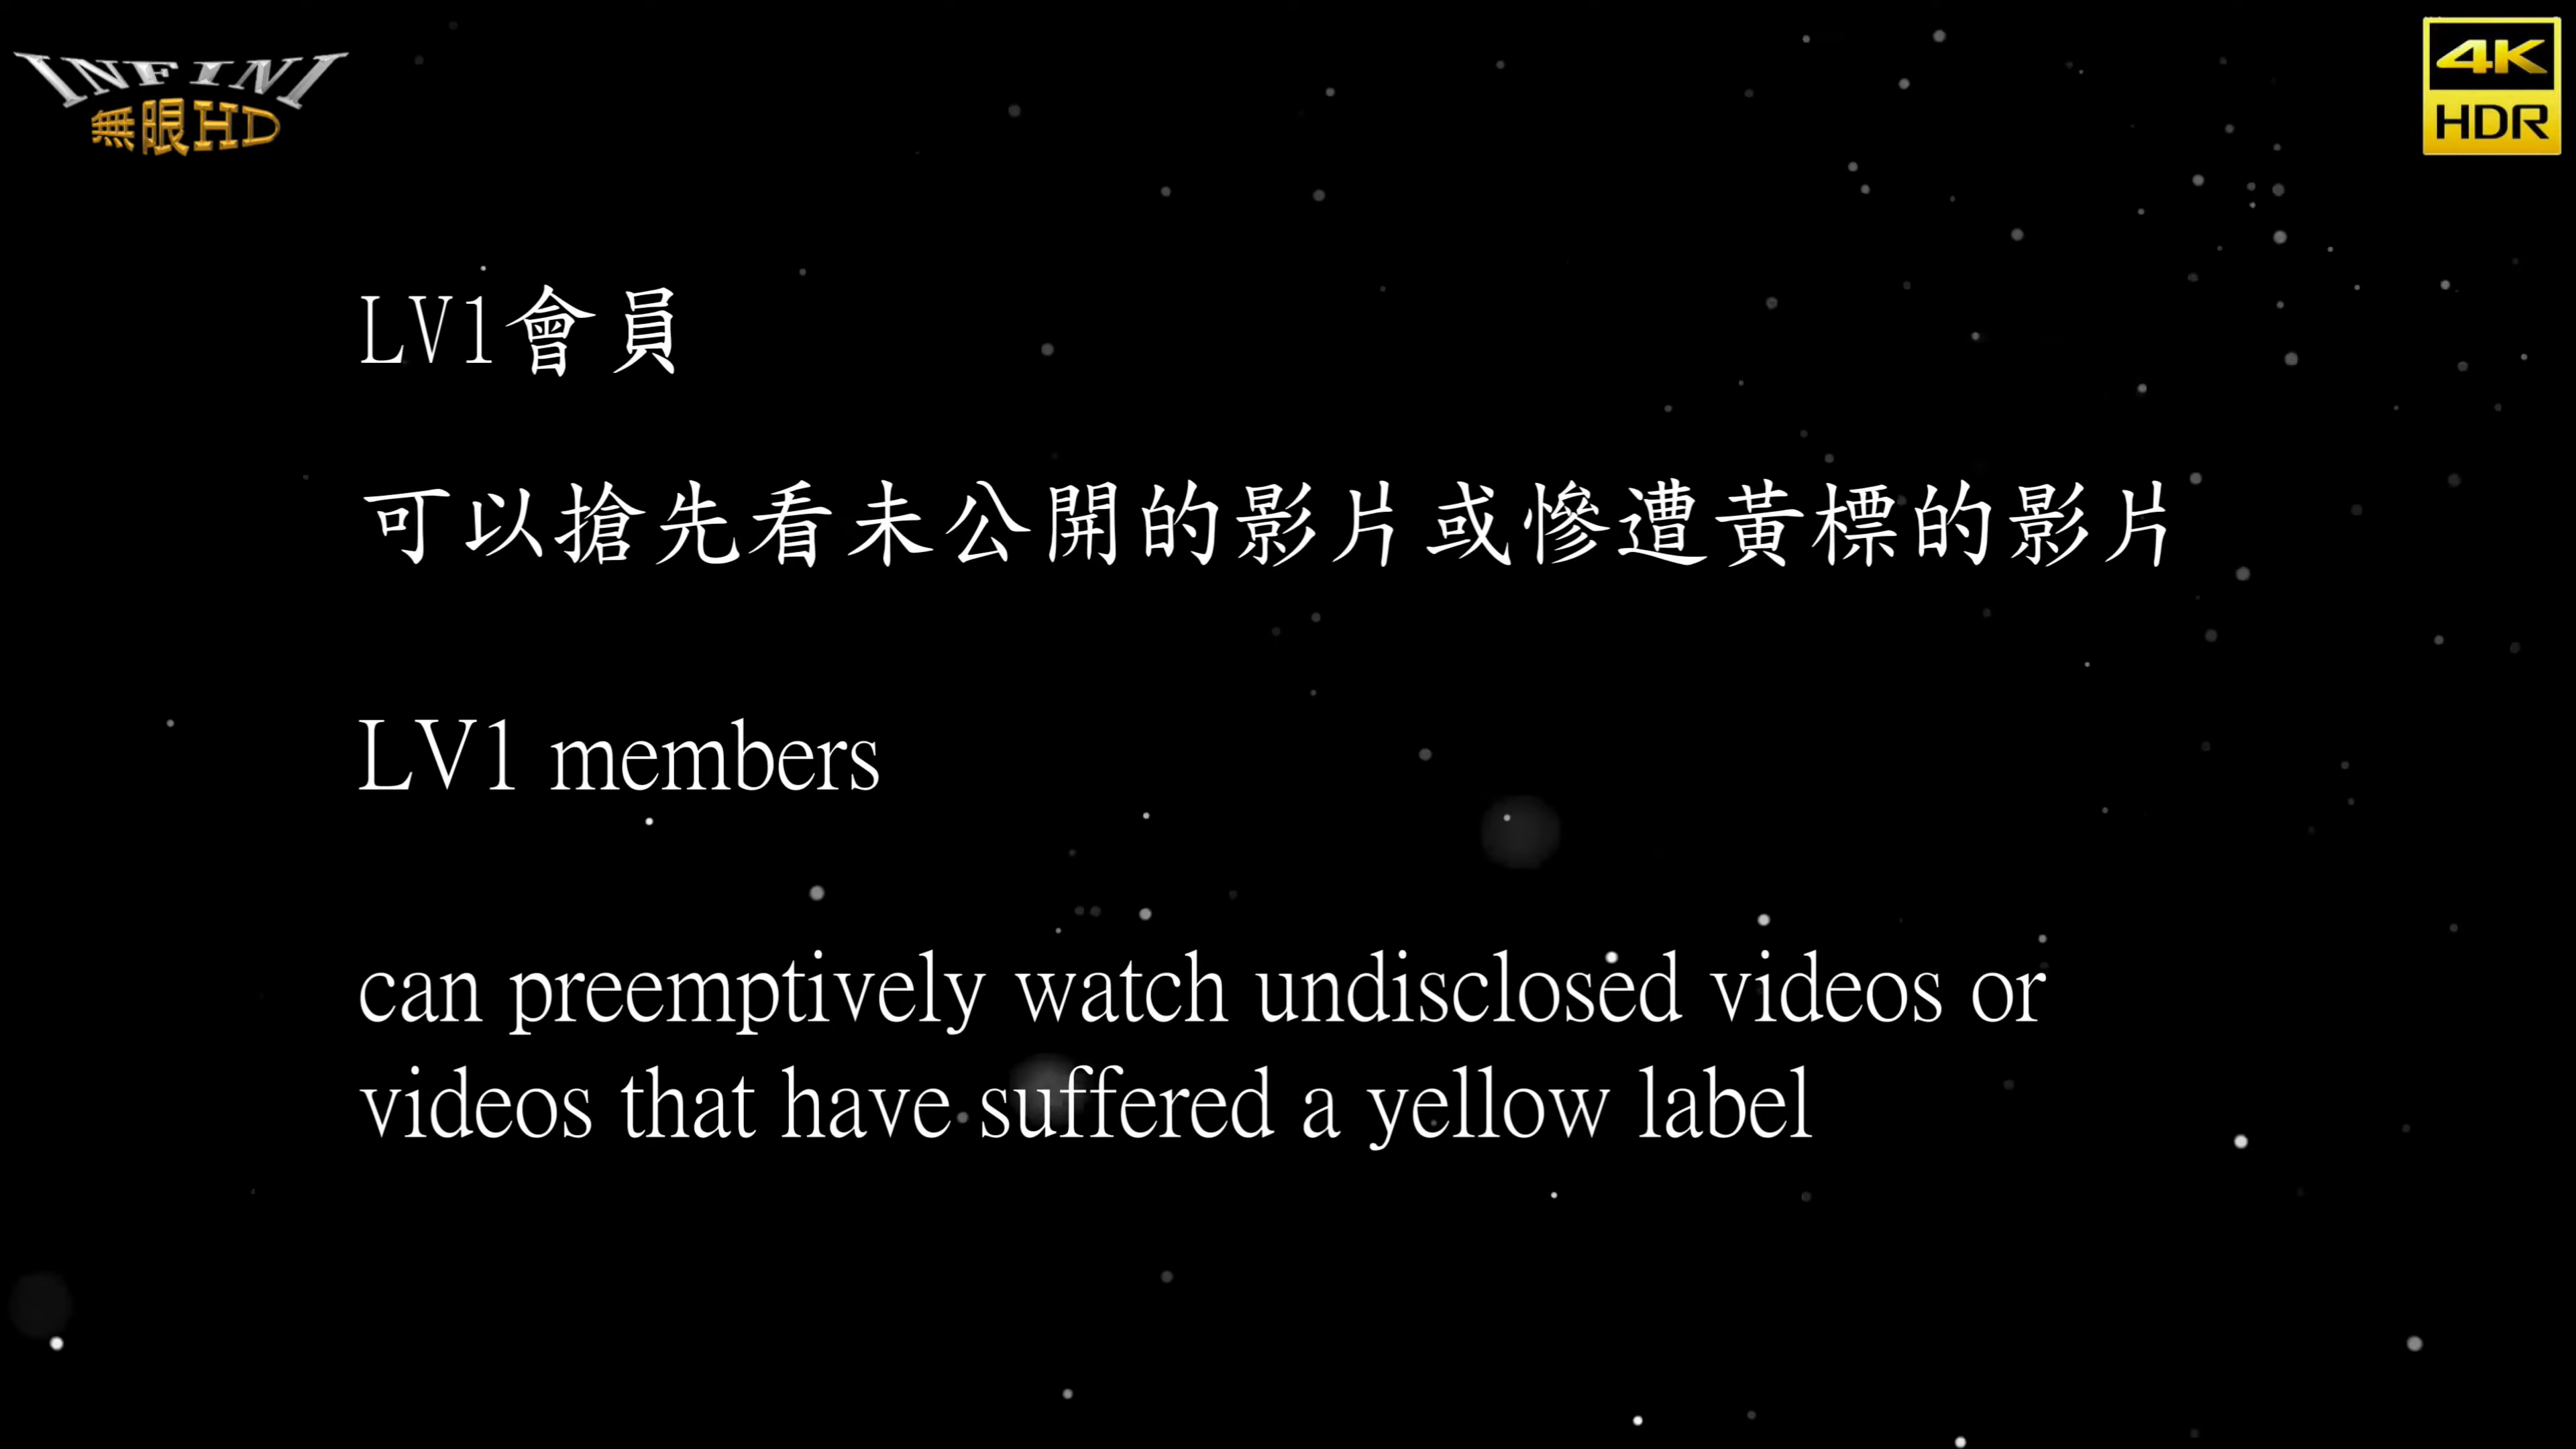 INFINI
無限HD
4K
HDR
LV1會員
可以搶先看未公開的影片或慘遭黃標的影片
LV1 members
can preemptively watch undisclosed videos or
videos that have suffered a yellow label